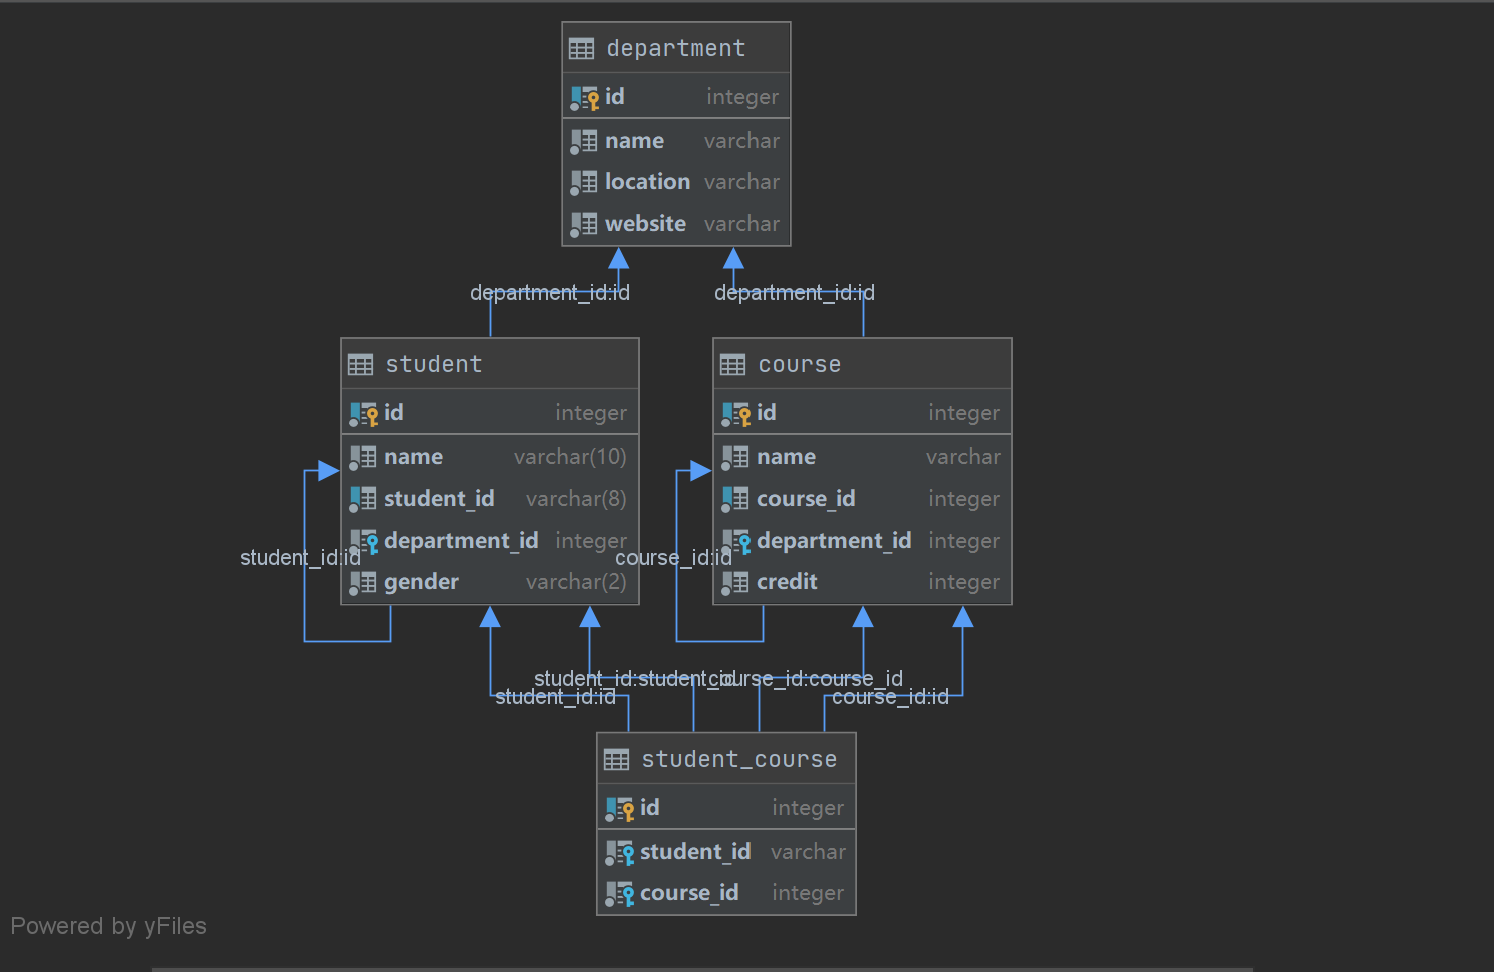 department
id integer
name varchar
location varchar
website varchar
department_id:id department_id:id
student
id integer
name varchar(10)
student_id varchar(8)
department_id integer
gender varchar(2)
student_id:id
course
id integer
name varchar
course_id integer
department_id integer
credit integer
course_id:id
student_id:student_id course_id:course_id
student_id:id course_id:id
student_course
id integer
student_id varchar
course_id integer
Powered by yFiles